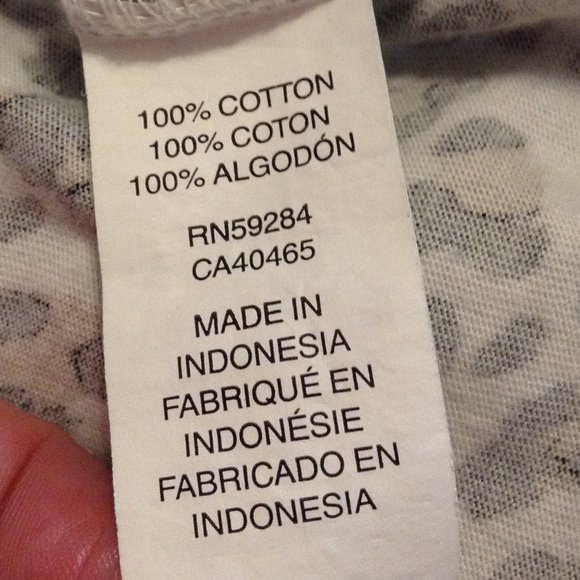 100% COTTON
100% COTON
100% ALGODÓN
RN59284
CA40465
MADE IN
INDONESIA
FABRIQUÉ EN
INDONÉSIE
FABRICADO EN
INDONESIA